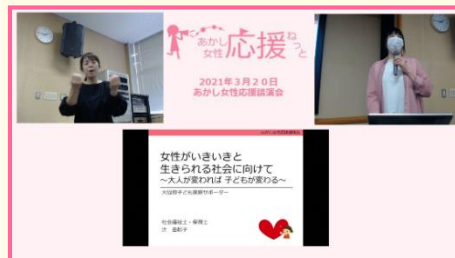 あかし
女性
応援
ねっと
2021年3月20日
あかし女性応援講演会
女性がいきいきと
生きられる社会に向けて
～大人が変われば 子どもが変わる～
社会福祉士・保育士